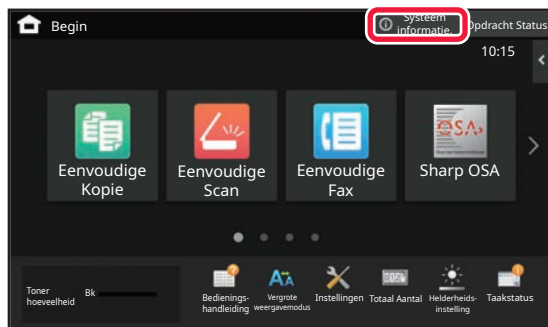 Begin
Systeem
informatie.
Opdracht Status
10:15
Eenvoudige
Kopie
Eenvoudige
Scan
Eenvoudige
Fax
OSA
Sharp OSA
Toner
hoeveelheid
Bk
Bedienings-
handleiding
Vergrote
weergavemodus
Instellingen
Totaal Aantal
Helderheids-
instelling
Taakstatus